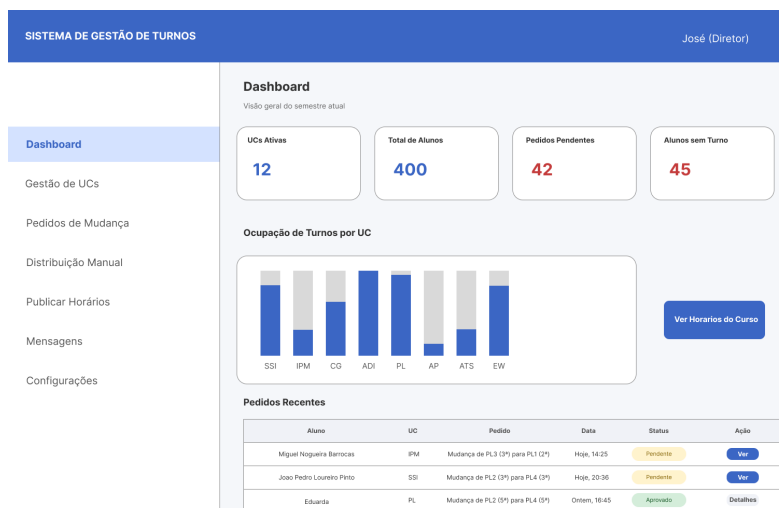 SISTEMA DE GESTÃO DE TURNOS
José (Diretor)
Dashboard
Visão geral do semestre atual
Dashboard
Gestão de UCs
Pedidos de Mudança
Distribuição Manual
Publicar Horários
Mensagens
Configurações
UCs Ativas
12
Total de Alunos
400
Pedidos Pendentes
42
Alunos sem Turno
45
Ocupação de Turnos por UC
SSI IPM CG ADI PL AP ATS EW
Ver Horarios do Curso
Pedidos Recentes
Aluno UC Pedido Data Status Ação
Miguel Nogueira Barrocas IPM Mudança de PL3 (3ª) para PL1 (2ª) Hoje, 14:25 Pendente Ver
Joao Pedro Loureiro Pinto SSI Mudança de PL2 (2ª) para PL4 (3ª) Hoje, 20:36 Pendente Ver
Eduarda PL Mudança de PL2 (5ª) para PL4 (5ª) Ontem, 16:45 Aprovado Detalhes